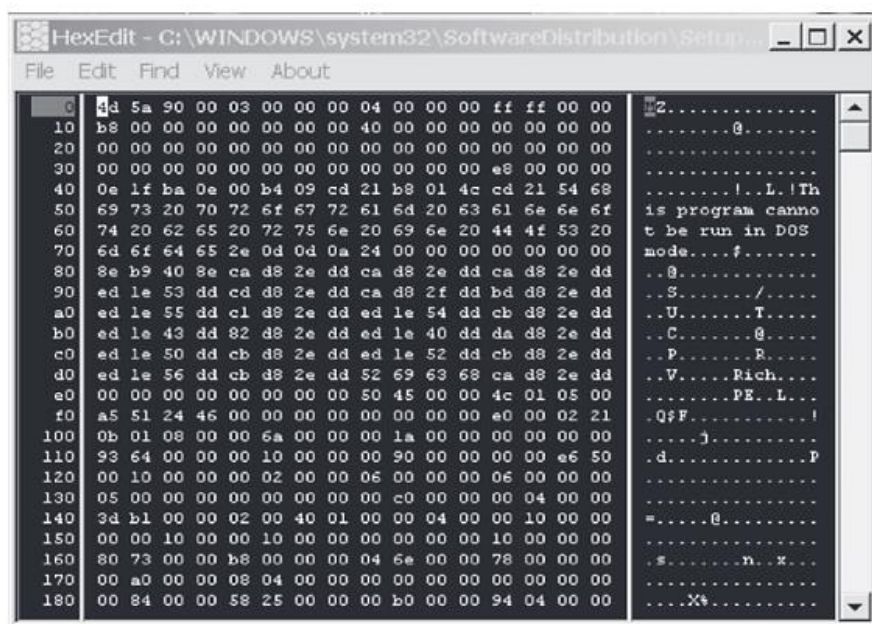 HexEdit - C:\WINDOWS\system32\SoftwareDistribution\Setup...
File Edit Find View About
0 4d 5a 90 00 03 00 00 00 04 00 00 00 ff ff 00 00 MZ..............
10 b8 00 00 00 00 00 00 00 40 00 00 00 00 00 00 00 ........@.......
20 00 00 00 00 00 00 00 00 00 00 00 00 00 00 00 00 ................
30 00 00 00 00 00 00 00 00 00 00 00 00 e8 00 00 00 ................
40 0e 1f ba 0e 00 b4 09 cd 21 b8 01 4c cd 21 54 68 ........!..L.!Th
50 69 73 20 70 72 6f 67 72 61 6d 20 63 61 6e 6e 6f is program canno
60 74 20 62 65 20 72 75 6e 20 69 6e 20 44 4f 53 20 t be run in DOS
70 6d 6f 64 65 2e 0d 0d 0a 24 00 00 00 00 00 00 00 mode....$.......
80 8e b9 40 8e ca d8 2e dd ca d8 2e dd ca d8 2e dd ..@.............
90 ed 1e 53 dd cd d8 2e dd ca d8 2f dd bd d8 2e dd ..S......./.....
a0 ed 1e 55 dd c1 d8 2e dd ed 1e 54 dd cb d8 2e dd ..U.......T.....
b0 ed 1e 43 dd 82 d8 2e dd ed 1e 40 dd da d8 2e dd ..C.......@.....
c0 ed 1e 50 dd cb d8 2e dd ed 1e 52 dd cb d8 2e dd ..P.......R.....
d0 ed 1e 56 dd cb d8 2e dd 52 69 63 68 ca d8 2e dd ..V.....Rich....
e0 00 00 00 00 00 00 00 00 50 45 00 00 4c 01 05 00 ........PE..L...
f0 a5 51 24 46 00 00 00 00 00 00 00 00 e0 00 02 21 .Q$F...........!
100 0b 01 08 00 00 6a 00 00 00 1a 00 00 00 00 00 00 .....j..........
110 93 64 00 00 00 10 00 00 00 90 00 00 00 00 e6 50 .d.............P
120 00 10 00 00 00 02 00 00 06 00 00 00 06 00 00 00 ................
130 05 00 00 00 00 00 00 00 00 c0 00 00 00 04 00 00 ................
140 3d b1 00 00 02 00 40 01 00 00 04 00 00 10 00 00 =.....@.........
150 00 00 10 00 00 10 00 00 00 00 00 00 10 00 00 00 ................
160 80 73 00 00 b8 00 00 00 04 6e 00 00 78 00 00 00 .s.......n..x...
170 00 a0 00 00 08 04 00 00 00 00 00 00 00 00 00 00 ................
180 00 84 00 00 58 25 00 00 00 b0 00 00 94 04 00 00 ....X%..........